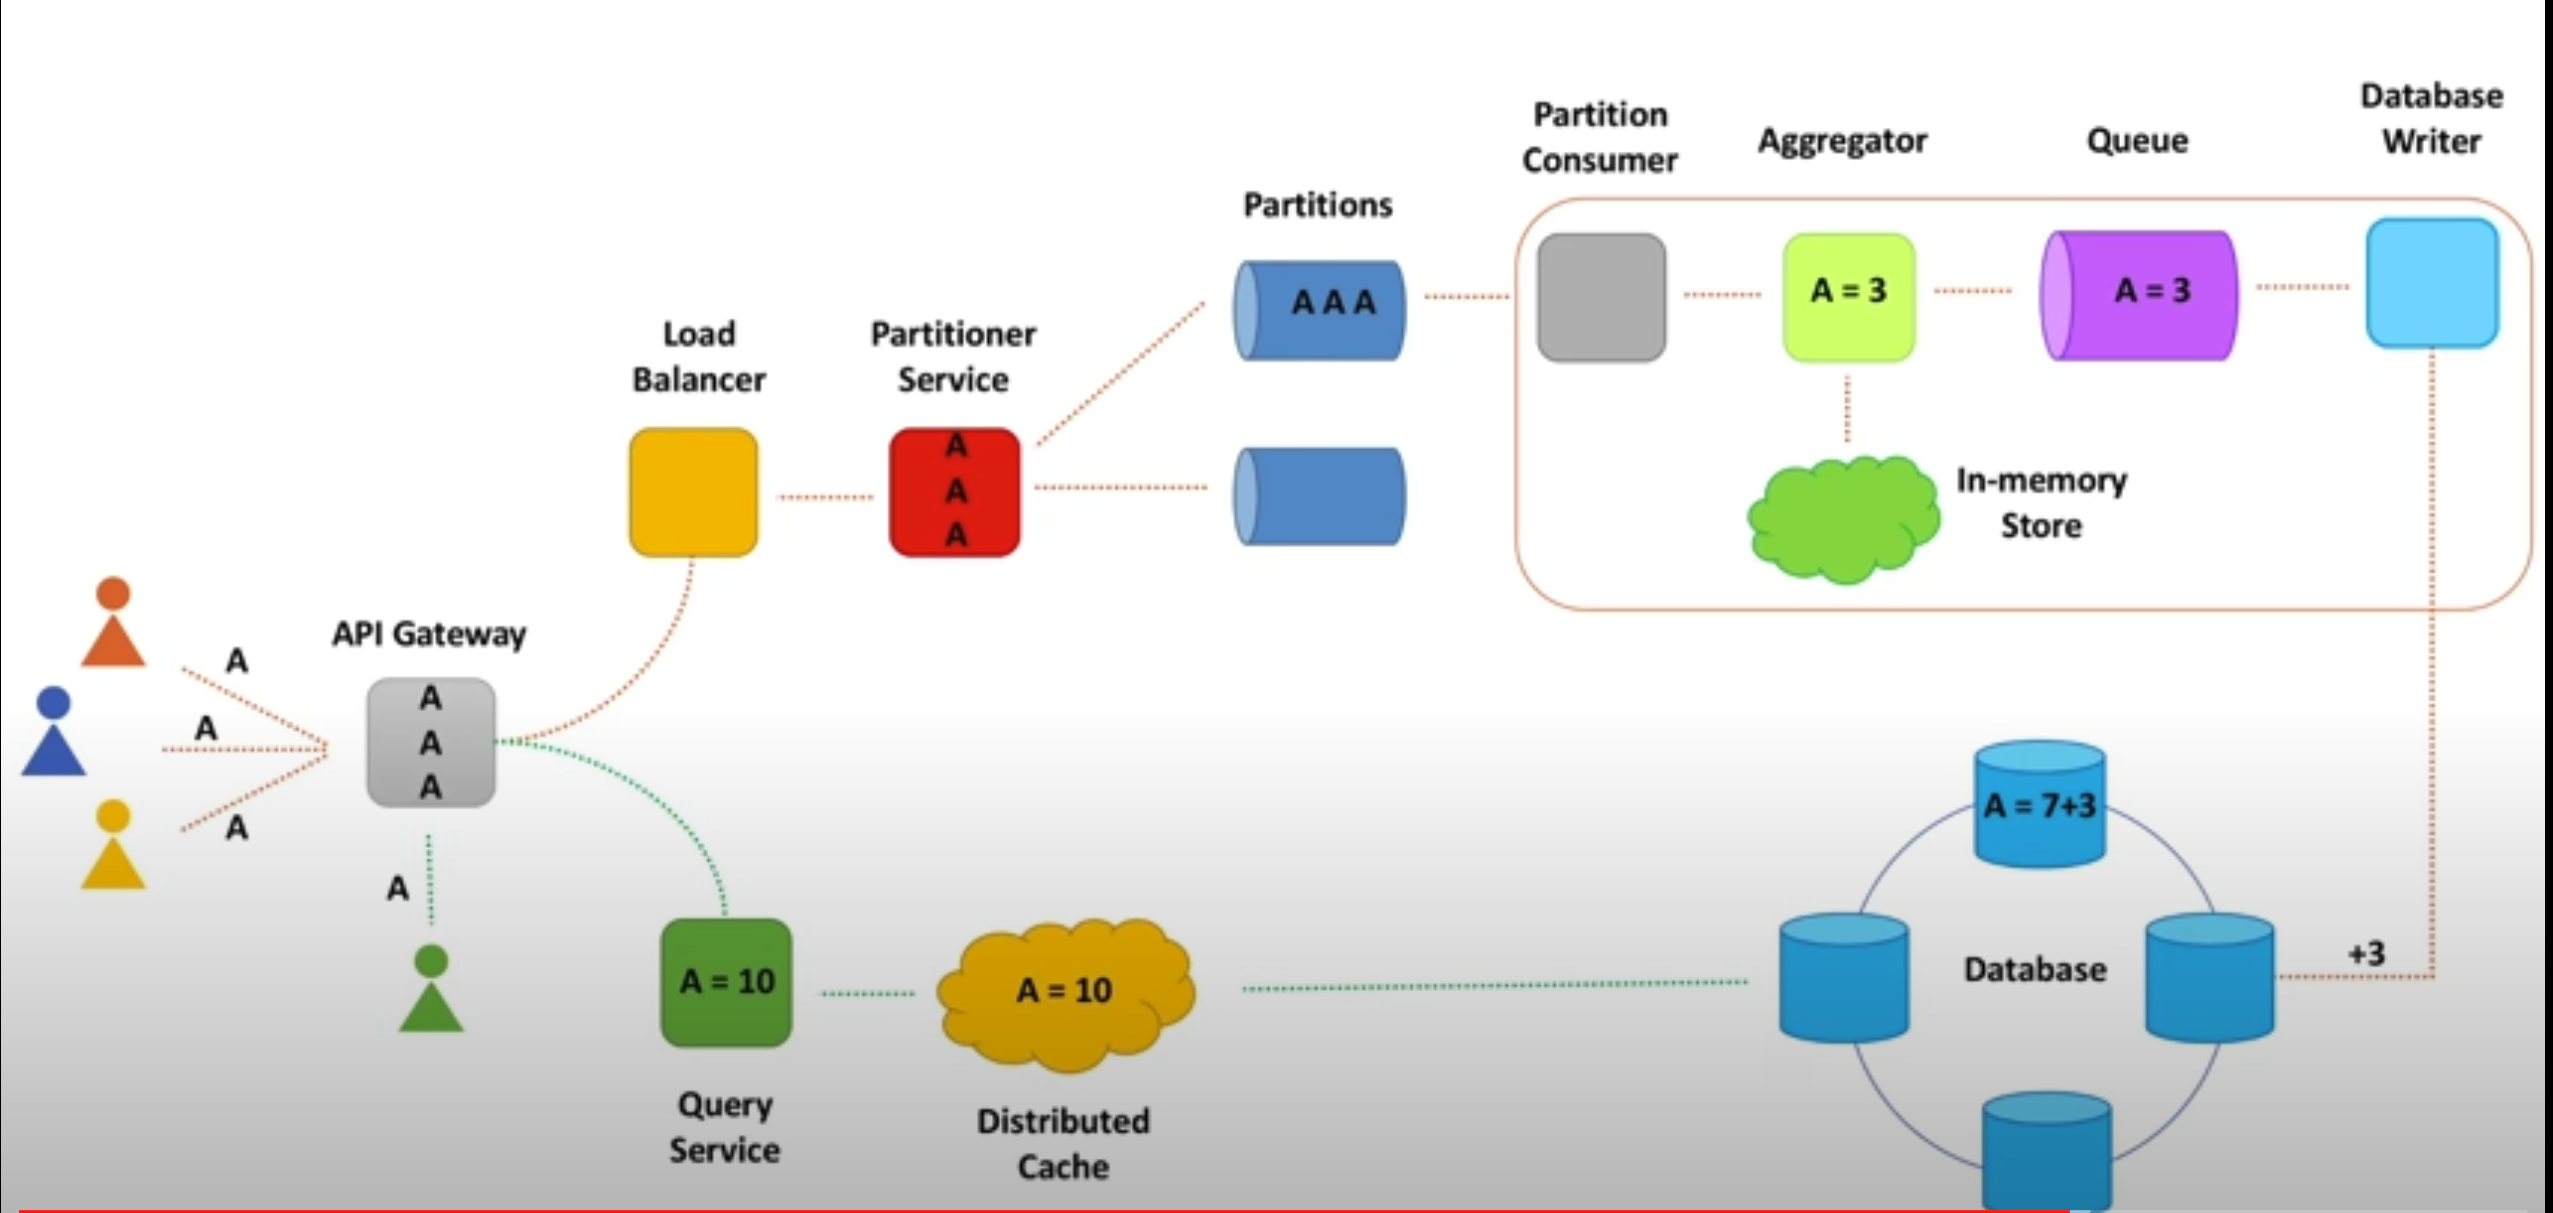 Database
Writer
Partition
Consumer
Aggregator
Queue
Partitions
A A A
A = 3
A = 3
Load
Balancer
Partitioner
Service
A
A
A
In-memory
Store
API Gateway
A
A
A
A
A
A
A
A = 7+3
Database
+3
A = 10
A = 10
Query
Service
Distributed
Cache